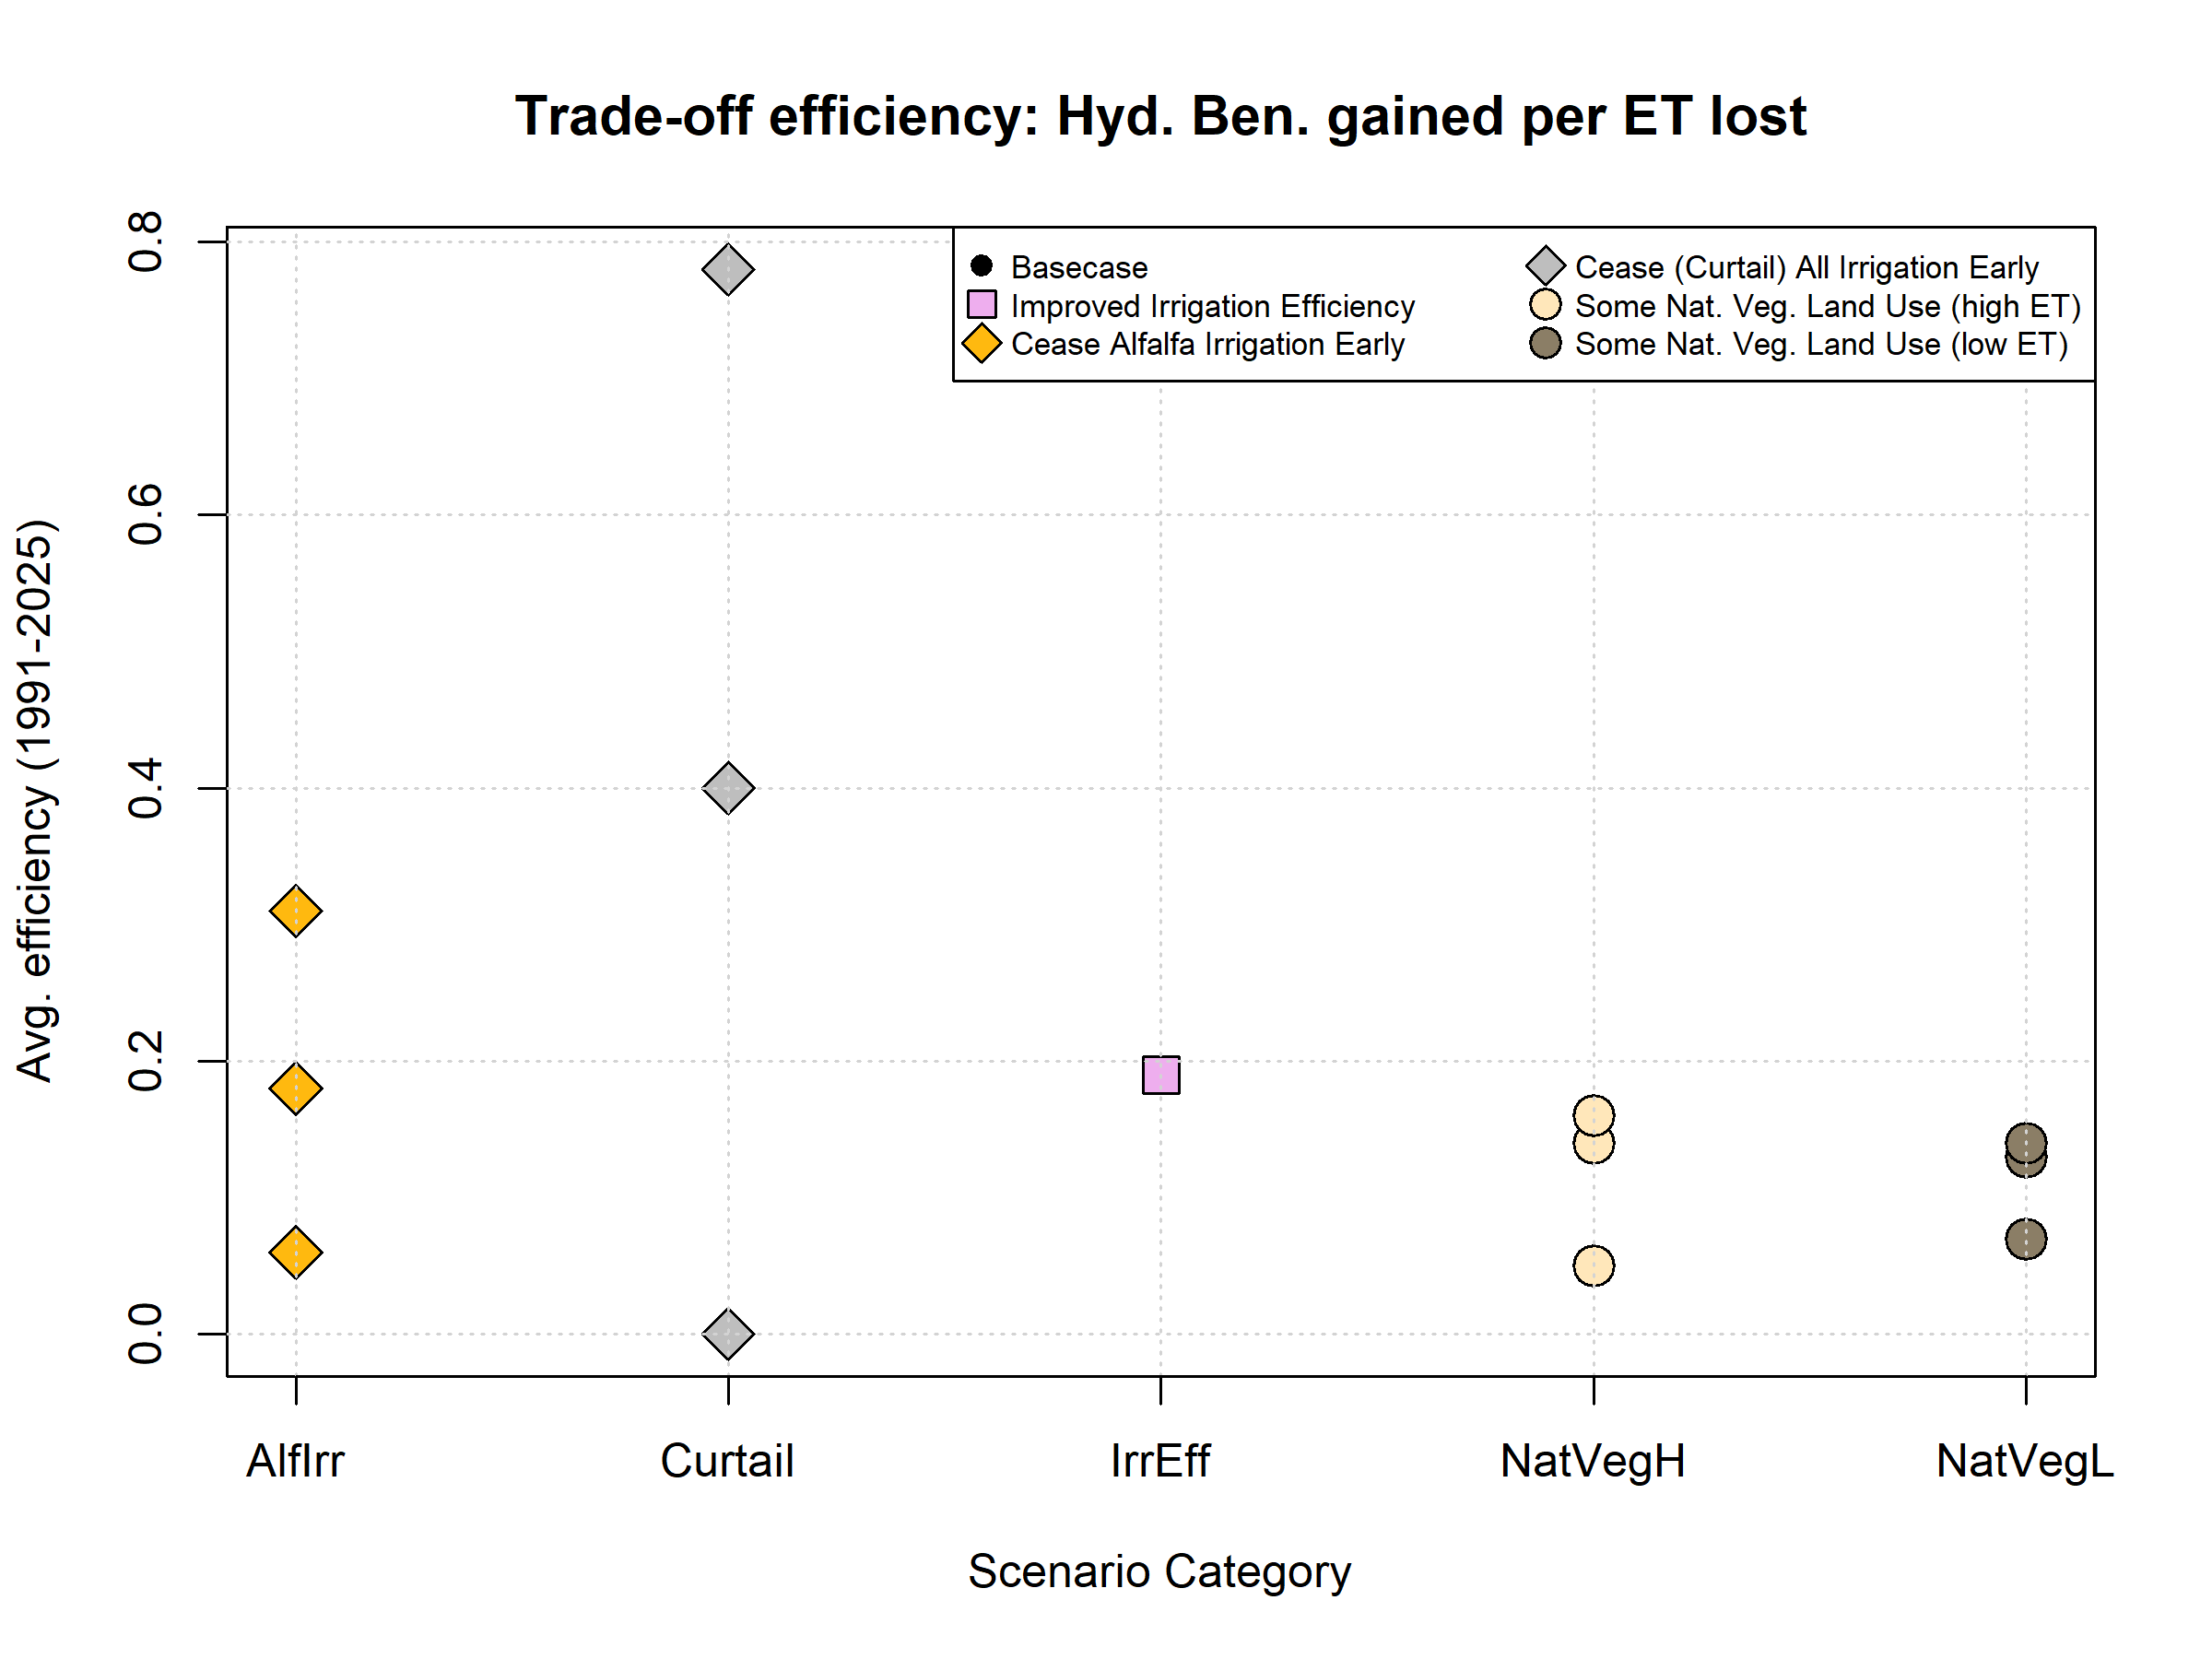 Trade-off efficiency: Hyd. Ben. gained per ET lost
Avg. efficiency (1991-2025)
0.8
0.6
0.4
0.2
0.0
Basecase
Improved Irrigation Efficiency
Cease Alfalfa Irrigation Early
Cease (Curtail) All Irrigation Early
Some Nat. Veg. Land Use (high ET)
Some Nat. Veg. Land Use (low ET)
AlfIrr
Curtail
IrrEff
NatVegH
NatVegL
Scenario Category